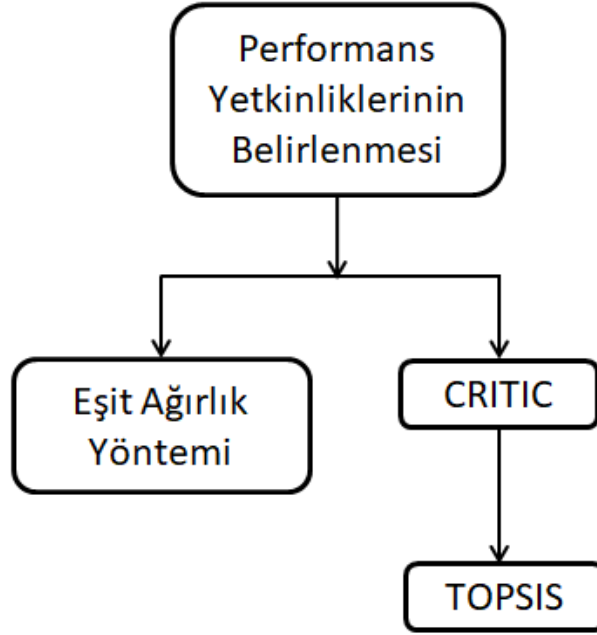 Performans
Yetkinliklerinin
Belirlenmesi
Eşit Ağırlık
Yöntemi
CRITIC
TOPSIS